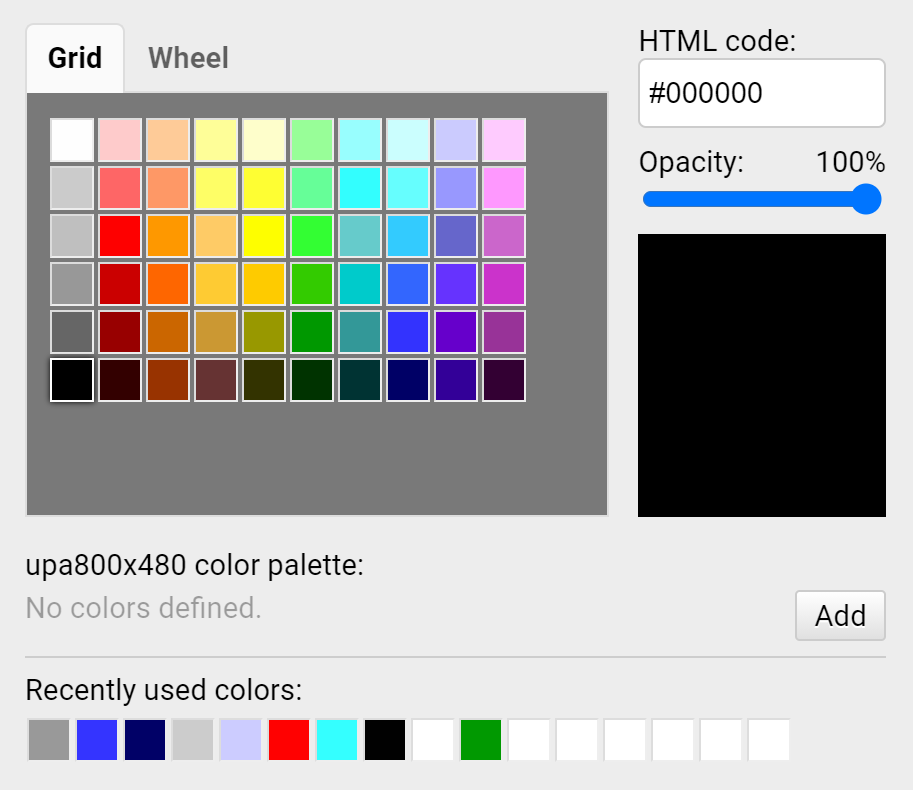 Grid
Wheel
HTML code:
#000000
Opacity: 100%
upa800x480 color palette:
No colors defined.
Add
Recently used colors: